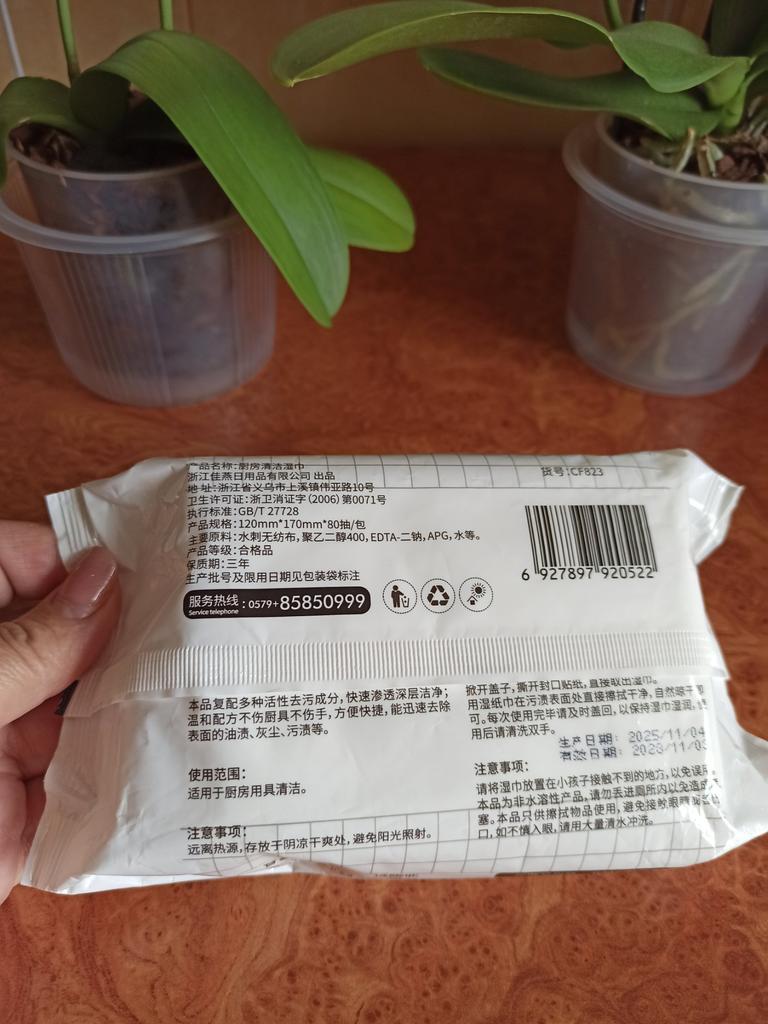 产品名称:厨房清洁湿巾
货号:CF823
浙江佳燕日用品有限公司 出品
地 址:浙江省义乌市上溪镇伟亚路10号
卫生许可证:浙卫消证字(2006)第0071号
执行标准:GB/T 27728
产品规格:120mm*170mm*80抽/包
主要原料:水刺无纺布,聚乙二醇400,EDTA-二钠,APG,水等。
产品等级:合格品
保质期:三年
生产批号及限用日期见包装袋标注
6 927897 920522
服务热线:0579+85850999
Service telephone
本品复配多种活性去污成分,快速渗透深层洁净;
温和配方不伤厨具不伤手,方便快捷,能迅速去除
表面的油渍、灰尘、污渍等。
使用范围:
适用于厨房用具清洁。
注意事项:
远离热源,存放于阴凉干爽处,避免阳光照射。
掀开盖子,撕开封口贴纸,直接取出湿巾。
用湿纸巾在污渍表面处直接擦拭干净,自然晾干即
可。每次使用完毕请及时盖回,以保持湿巾湿润,使
用后请清洗双手。
生产日期: 2025/11/04
有效日期: 2028/11/03
注意事项:
请将湿巾放置在小孩子接触不到的地方,以免误用。
本品为非水溶性产品,请勿丢进厕所内以免造成
塞。本品只供擦拭物品使用,避免接触眼睛
口,如不慎入眼,请用大量清水冲洗。